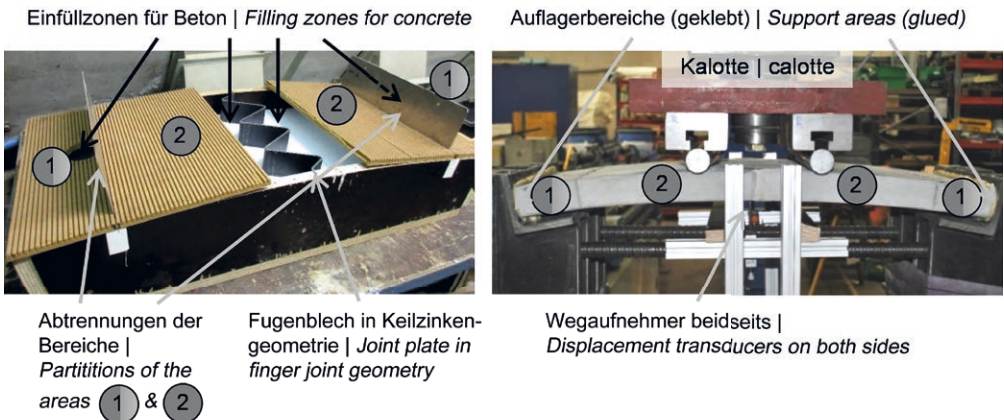 Einfüllzonen für Beton | Filling zones for concrete
Auflagerbereiche (geklebt) | Support areas (glued)
Kalotte | calotte
1
2
2
1
1
2
2
1
Abtrennungen der
Bereiche |
Partitions of the
areas 1 & 2
Fugenblech in Keilzinken-
geometrie | Joint plate in
finger joint geometry
Wegaufnehmer beidseits |
Displacement transducers on both sides